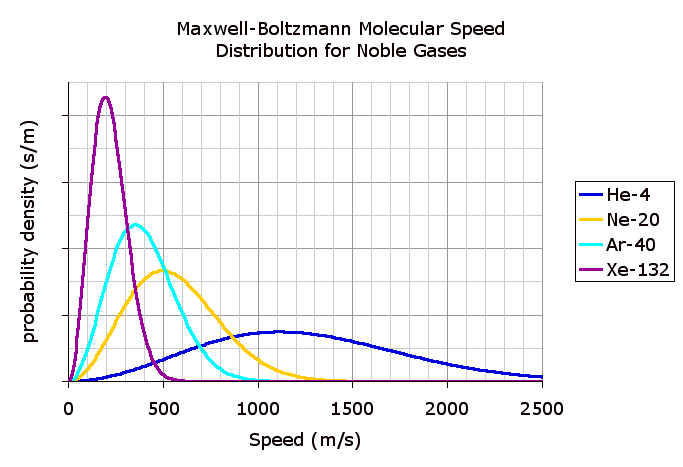 Maxwell-Boltzmann Molecular Speed
Distribution for Noble Gases
probability density (s/m)
He-4
Ne-20
Ar-40
Xe-132
0 500 1000 1500 2000 2500
Speed (m/s)